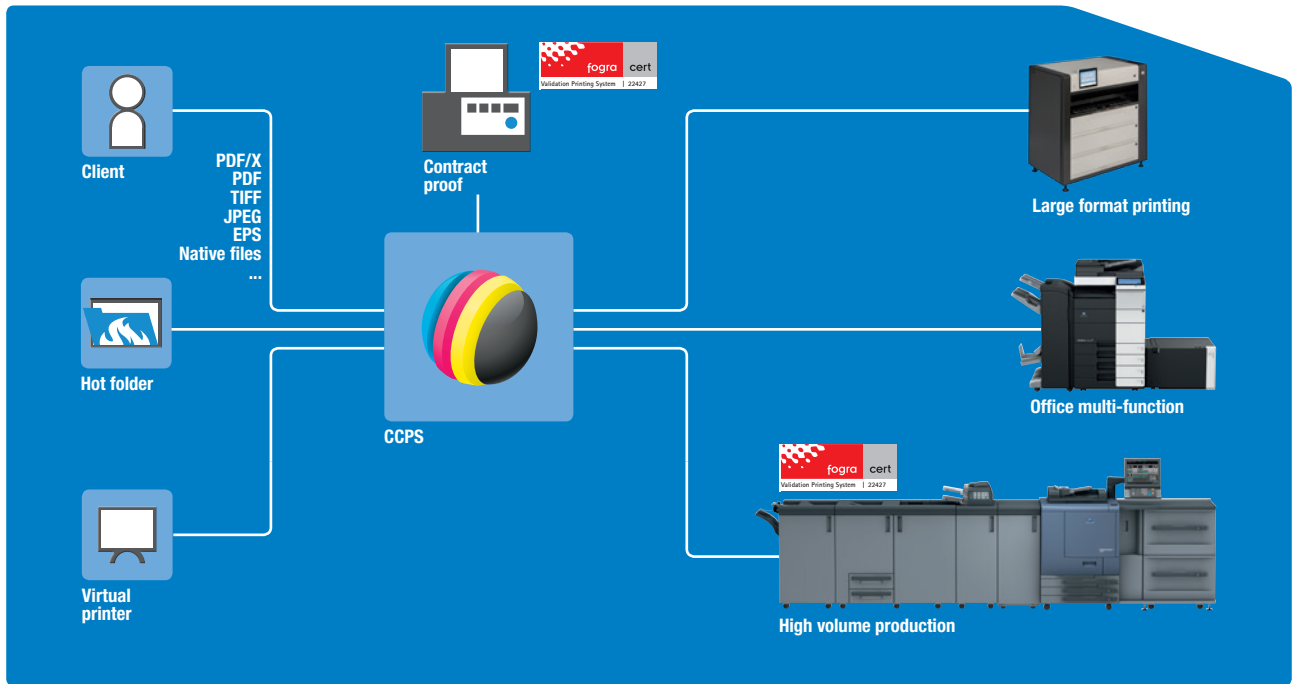 Client
PDF/X
PDF
TIFF
JPEG
EPS
Native files
...
Hot folder
Virtual
printer
fogra cert
Validation Printing System | 22427
Contract
proof
CCPS
Large format printing
Office multi-function
fogra cert
Validation Printing System | 22427
High volume production